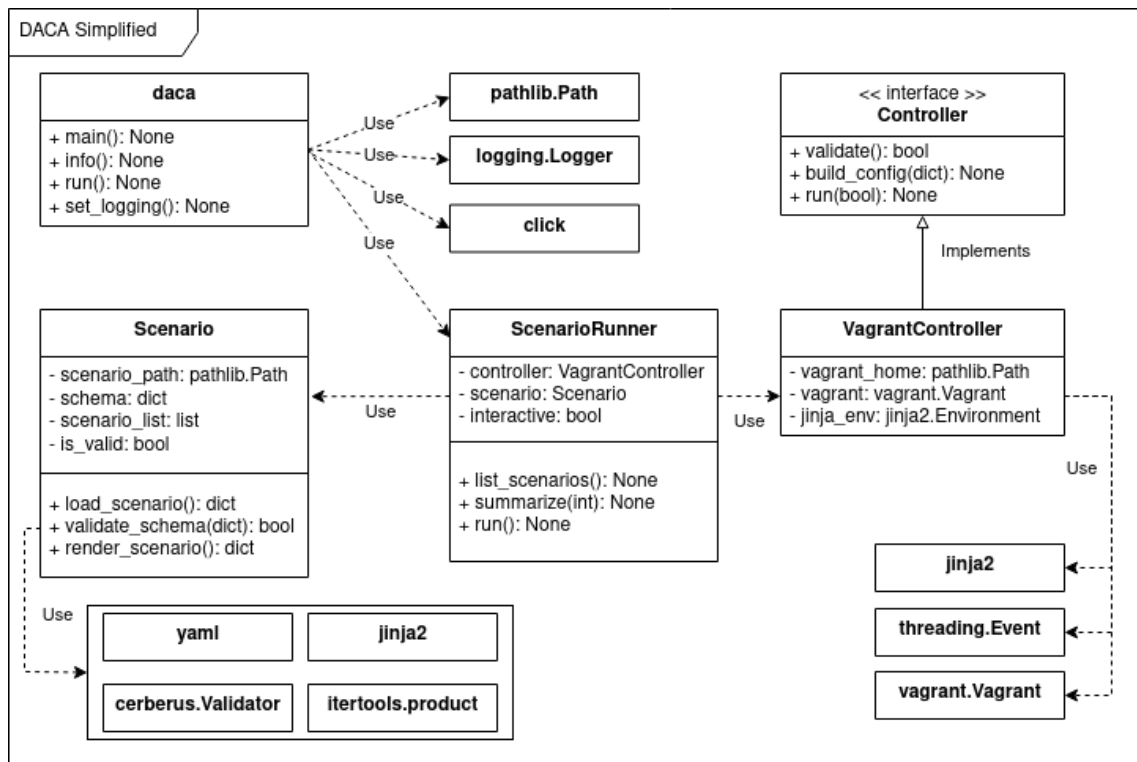 DACA Simplified
daca
+ main(): None
+ info(): None
+ run(): None
+ set_logging(): None
Use
Use
Use
Use
pathlib.Path
logging.Logger
click
<< interface >>
Controller
+ validate(): bool
+ build_config(dict): None
+ run(bool): None
Implements
Scenario
- scenario_path: pathlib.Path
- schema: dict
- scenario_list: list
- is_valid: bool
+ load_scenario(): dict
+ validate_schema(dict): bool
+ render_scenario(): dict
Use
ScenarioRunner
- controller: VagrantController
- scenario: Scenario
- interactive: bool
+ list_scenarios(): None
+ summarize(int): None
+ run(): None
Use
VagrantController
- vagrant_home: pathlib.Path
- vagrant: vagrant.Vagrant
- jinja_env: jinja2.Environment
Use
jinja2
threading.Event
vagrant.Vagrant
Use
yaml
jinja2
cerberus.Validator
itertools.product